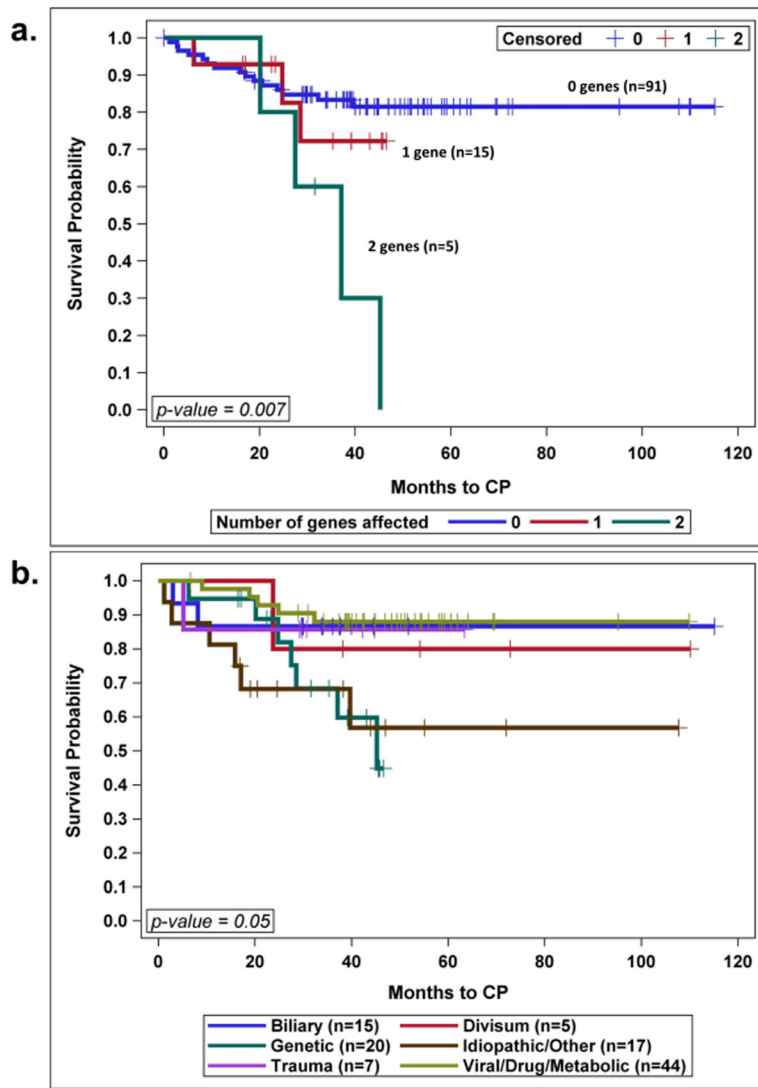 a.
Censored 0 1 2
1.0
0.9
0.8
0.7
0.6
0.5
0.4
0.3
0.2
0.1
0.0
Survival Probability
0 genes (n=91)
1 gene (n=15)
2 genes (n=5)
p-value = 0.007
0 20 40 60 80 100 120
Months to CP
Number of genes affected 0 1 2
b.
1.0
0.9
0.8
0.7
0.6
0.5
0.4
0.3
0.2
0.1
0.0
Survival Probability
p-value = 0.05
0 20 40 60 80 100 120
Months to CP
Biliary (n=15) Divisum (n=5)
Genetic (n=20) Idiopathic/Other (n=17)
Trauma (n=7) Viral/Drug/Metabolic (n=44)